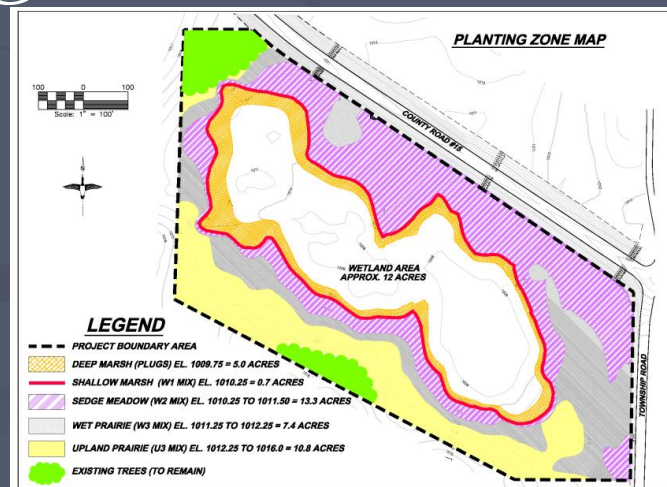 PLANTING ZONE MAP
100 0 100
Scale: 1" = 100'
COUNTY ROAD #15
WETLAND AREA
APPROX. 12 ACRES
TOWNSHIP ROAD
LEGEND
PROJECT BOUNDARY AREA
DEEP MARSH (PLUGS) EL. 1009.75 = 5.0 ACRES
SHALLOW MARSH (W1 MIX) EL. 1010.25 = 0.7 ACRES
SEDGE MEADOW (W2 MIX) EL. 1010.25 TO 1011.50 = 13.3 ACRES
WET PRAIRIE (W3 MIX) EL. 1011.25 TO 1012.25 = 7.4 ACRES
UPLAND PRAIRIE (U3 MIX) EL. 1012.25 TO 1016.0 = 10.8 ACRES
EXISTING TREES (TO REMAIN)